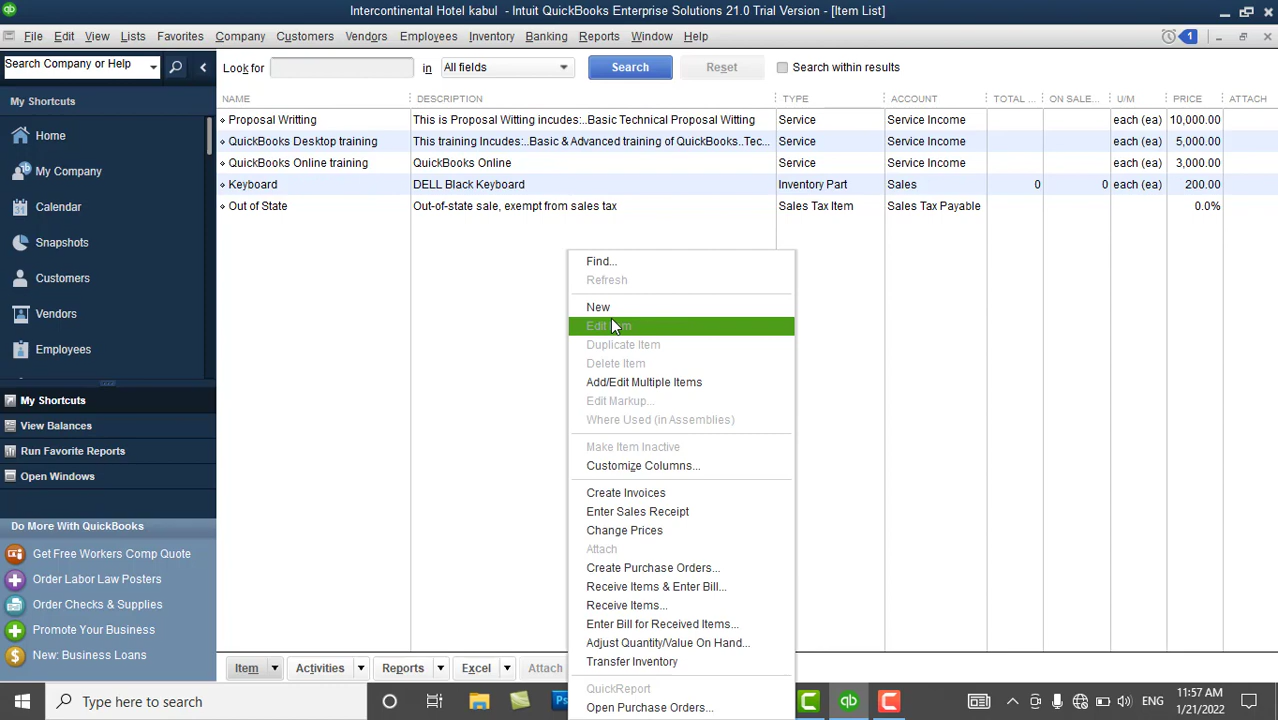 Intercontinental Hotel kabul - Intuit QuickBooks Enterprise Solutions 21.0 Trial Version - [Item List]
File Edit View Lists Favorites Company Customers Vendors Employees Inventory Banking Reports Window Help
1
Search Company or Help
Look for
in
All fields
Search
Reset
Search within results
My Shortcuts
Home
My Company
Calendar
Snapshots
Customers
Vendors
Employees
My Shortcuts
View Balances
Run Favorite Reports
Open Windows
Do More With QuickBooks
Get Free Workers Comp Quote
Order Labor Law Posters
Order Checks & Supplies
Promote Your Business
New: Business Loans
NAME DESCRIPTION TYPE ACCOUNT TOTAL ... ON SALE... U/M PRICE ATTACH
Proposal Writting This is Proposal Witting incudes:..Basic Technical Proposal Witting Service Service Income each (ea) 10,000.00
QuickBooks Desktop training This training Incudes:..Basic & Advanced training of QuickBooks..Tec... Service Service Income each (ea) 5,000.00
QuickBooks Online training QuickBooks Online Service Service Income each (ea) 3,000.00
Keyboard DELL Black Keyboard Inventory Part Sales 0 0 each (ea) 200.00
Out of State Out-of-state sale, exempt from sales tax Sales Tax Item Sales Tax Payable 0.0%
Find...
Refresh
New
Duplicate Item
Delete Item
Add/Edit Multiple Items
Edit Markup...
Where Used (in Assemblies)
Make Item Inactive
Customize Columns...
Create Invoices
Enter Sales Receipt
Change Prices
Attach
Create Purchase Orders...
Receive Items & Enter Bill...
Receive Items...
Enter Bill for Received Items...
Adjust Quantity/Value On Hand...
Transfer Inventory
QuickReport
Open Purchase Orders...
Item Activities Reports Excel Attach
Type here to search
Ps
ENG
11:57 AM
1/21/2022